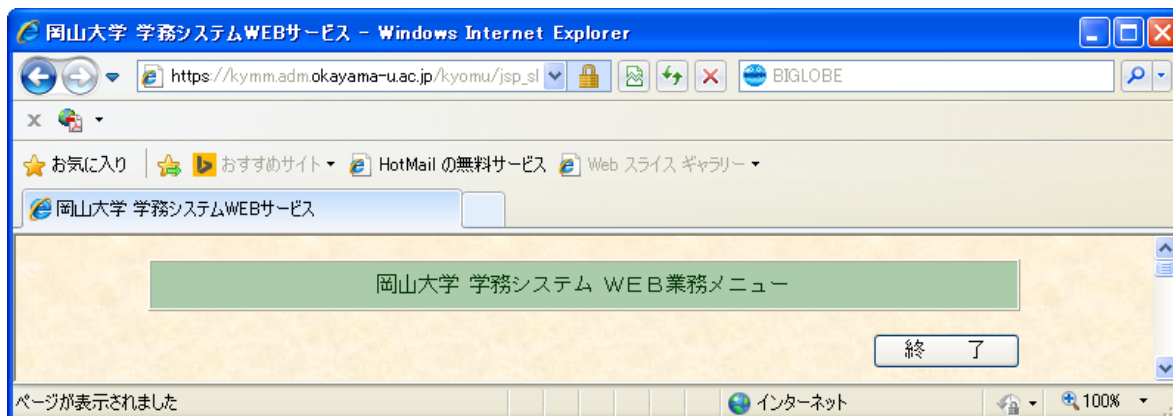 岡山大学 学務システムWEBサービス - Windows Internet Explorer
https://kymm.adm.okayama-u.ac.jp/kyomu/jsp_sl
BIGLOBE
x
お気に入り おすすめサイト HotMail の無料サービス Web スライス ギャラリー
岡山大学 学務システムWEBサービス
岡山大学 学務システム ＷＥＢ業務メニュー
終　了
ページが表示されました インターネット 100%